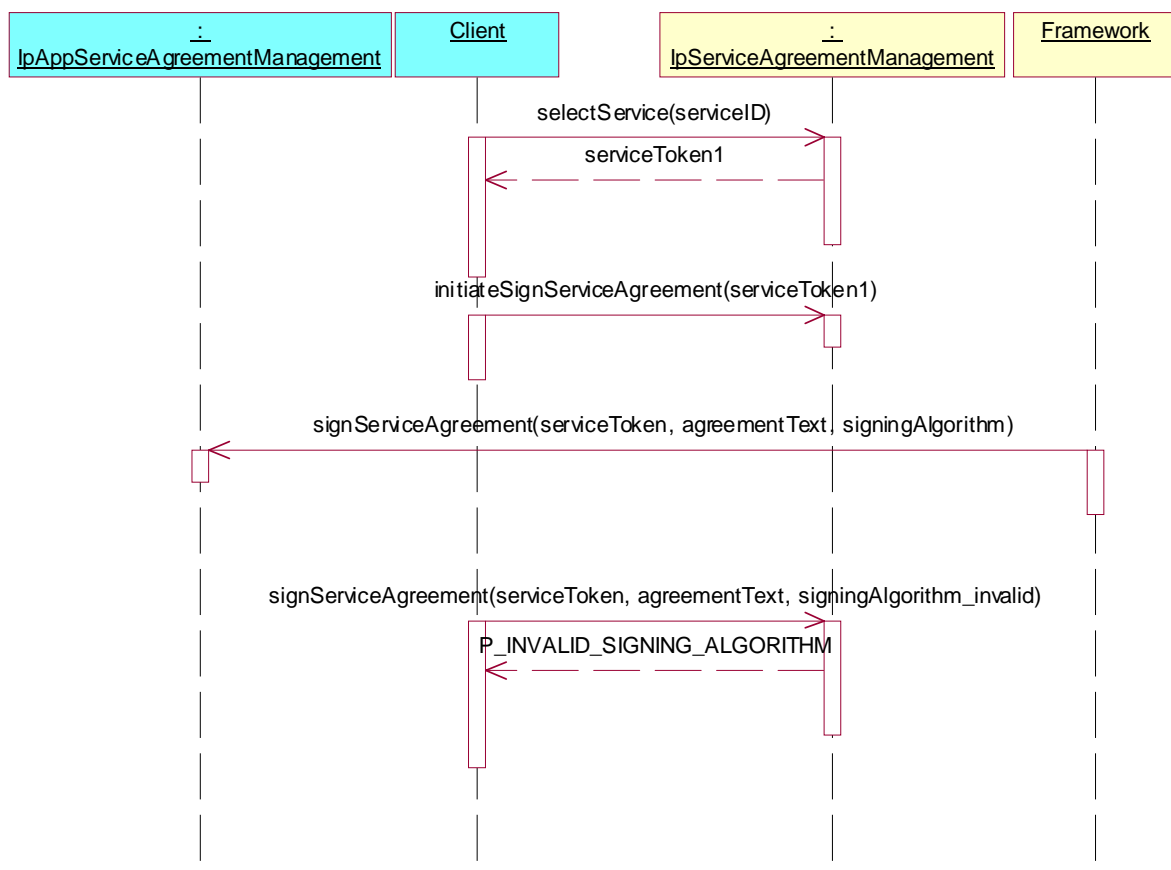 :
IpAppServiceAgreementManagement
Client
:
IpServiceAgreementManagement
Framework
selectService(serviceID)
serviceToken1
initiateSignServiceAgreement(serviceToken1)
signServiceAgreement(serviceToken, agreementText, signingAlgorithm)
signServiceAgreement(serviceToken, agreementText, signingAlgorithm_invalid)
P_INVALID_SIGNING_ALGORITHM